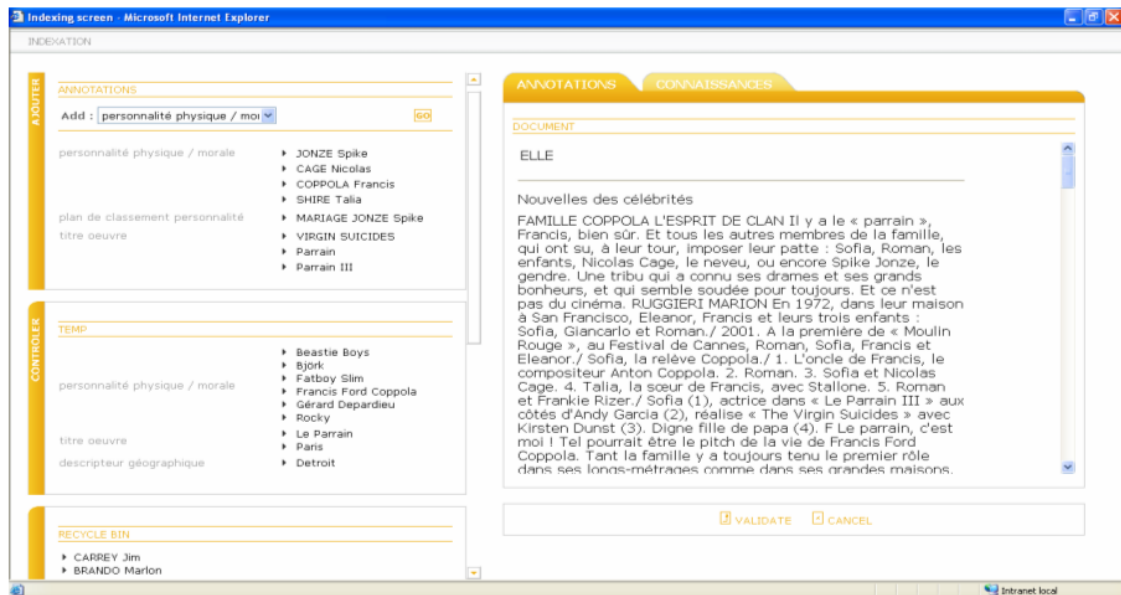 Indexing screen - Microsoft Internet Explorer
INDEXATION
AJOUTER
ANNOTATIONS
Add : personnalité physique / mor
GO
personnalité physique / morale
JONZE Spike
CAGE Nicolas
COPPOLA Francis
SHIRE Talia
plan de classement personnalité
MARIAGE JONZE Spike
titre oeuvre
VIRGIN SUICIDES
Parrain
Parrain III
CONTRÔLER
TEMP
personnalité physique / morale
Beastie Boys
Björk
Fatboy Slim
Francis Ford Coppola
Gérard Depardieu
Rocky
titre oeuvre
Le Parrain
Paris
descripteur géographique
Detroit
RECYCLE BIN
CARREY Jim
BRANDO Marlon
ANNOTATIONS
CONNAISSANCES
DOCUMENT
ELLE
Nouvelles des célébrités
FAMILLE COPPOLA L'ESPRIT DE CLAN Il y a le « parrain »,
Francis, bien sûr. Et tous les autres membres de la famille,
qui ont su, à leur tour, imposer leur patte : Sofia, Roman, les
enfants, Nicolas Cage, le neveu, ou encore Spike Jonze, le
gendre. Une tribu qui a connu ses drames et ses grands
bonheurs, et qui semble soudée pour toujours. Et ce n'est
pas du cinéma. RUGGIERI MARION En 1972, dans leur maison
à San Francisco, Eleanor, Francis et leurs trois enfants :
Sofia, Giancarlo et Roman./ 2001. A la première de « Moulin
Rouge », au Festival de Cannes, Roman, Sofia, Francis et
Eleanor./ Sofia, la relève Coppola./ 1. L'oncle de Francis, le
compositeur Anton Coppola. 2. Roman. 3. Sofia et Nicolas
Cage. 4. Talia, la sœur de Francis, avec Stallone. 5. Roman
et Frankie Rizer./ Sofia (1), actrice dans « Le Parrain III » aux
côtés d'Andy Garcia (2), réalise « The Virgin Suicides » avec
Kirsten Dunst (3). Digne fille de papa (4). F Le parrain, c'est
moi ! Tel pourrait être le pitch de la vie de Francis Ford
Coppola. Tant la famille y a toujours tenu le premier rôle
dans ses longs-métrages comme dans ses grandes maisons.
VALIDATE
CANCEL
Intranet local